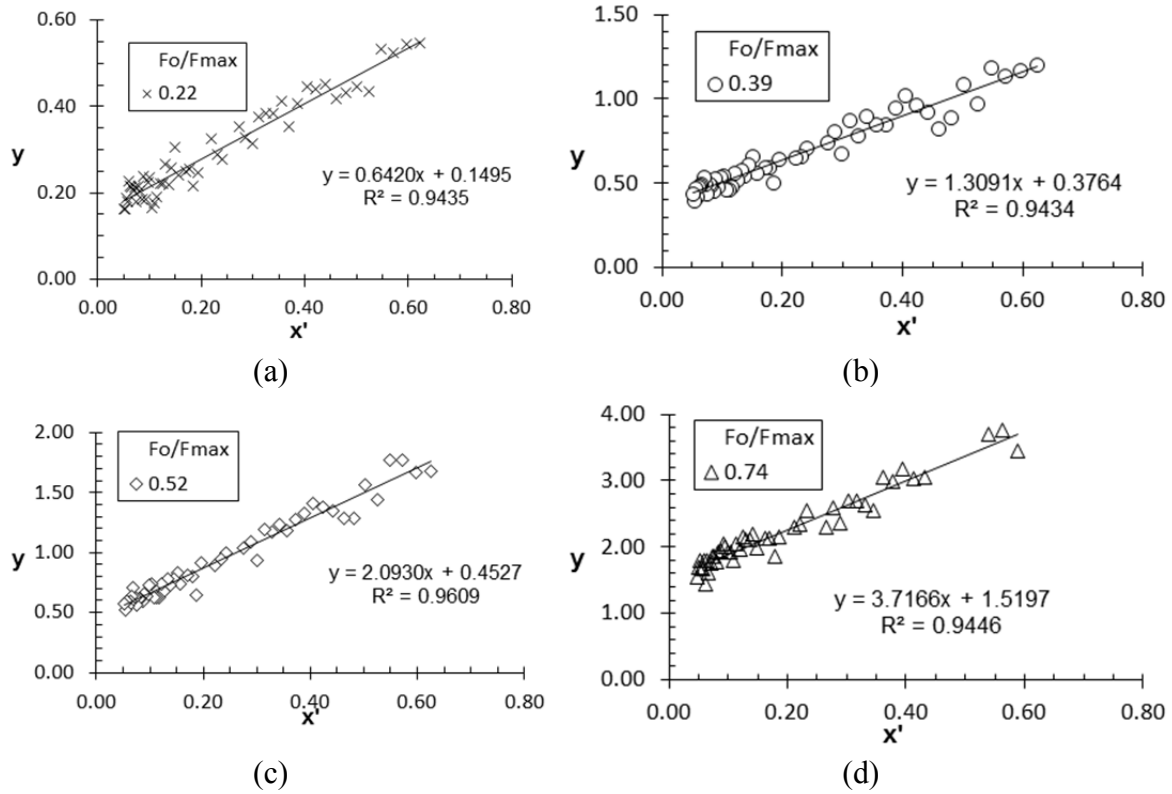 0.60
Fo/Fmax
0.22
0.40
y
0.20
y = 0.6420x + 0.1495
R² = 0.9435
0.00
0.00 0.20 0.40 0.60 0.80
x'
(a)
1.50
Fo/Fmax
0.39
1.00
y
0.50
y = 1.3091x + 0.3764
R² = 0.9434
0.00
0.00 0.20 0.40 0.60 0.80
x'
(b)
2.00
Fo/Fmax
0.52
1.50
y
1.00
y = 2.0930x + 0.4527
R² = 0.9609
0.50
0.00
0.00 0.20 0.40 0.60 0.80
x'
(c)
4.00
Fo/Fmax
0.74
3.00
y
2.00
y = 3.7166x + 1.5197
R² = 0.9446
1.00
0.00
0.00 0.20 0.40 0.60 0.80
x'
(d)